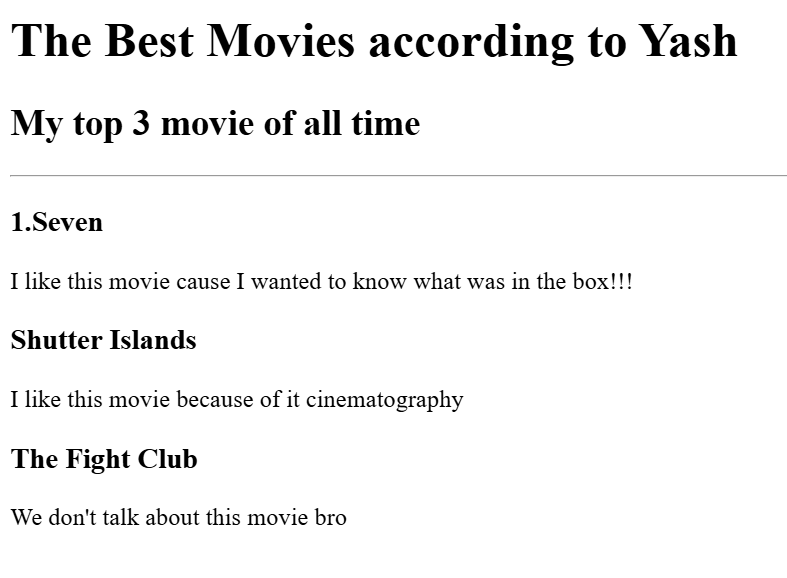 The Best Movies according to Yash
My top 3 movie of all time
1.Seven
I like this movie cause I wanted to know what was in the box!!!
Shutter Islands
I like this movie because of it cinematography
The Fight Club
We don't talk about this movie bro